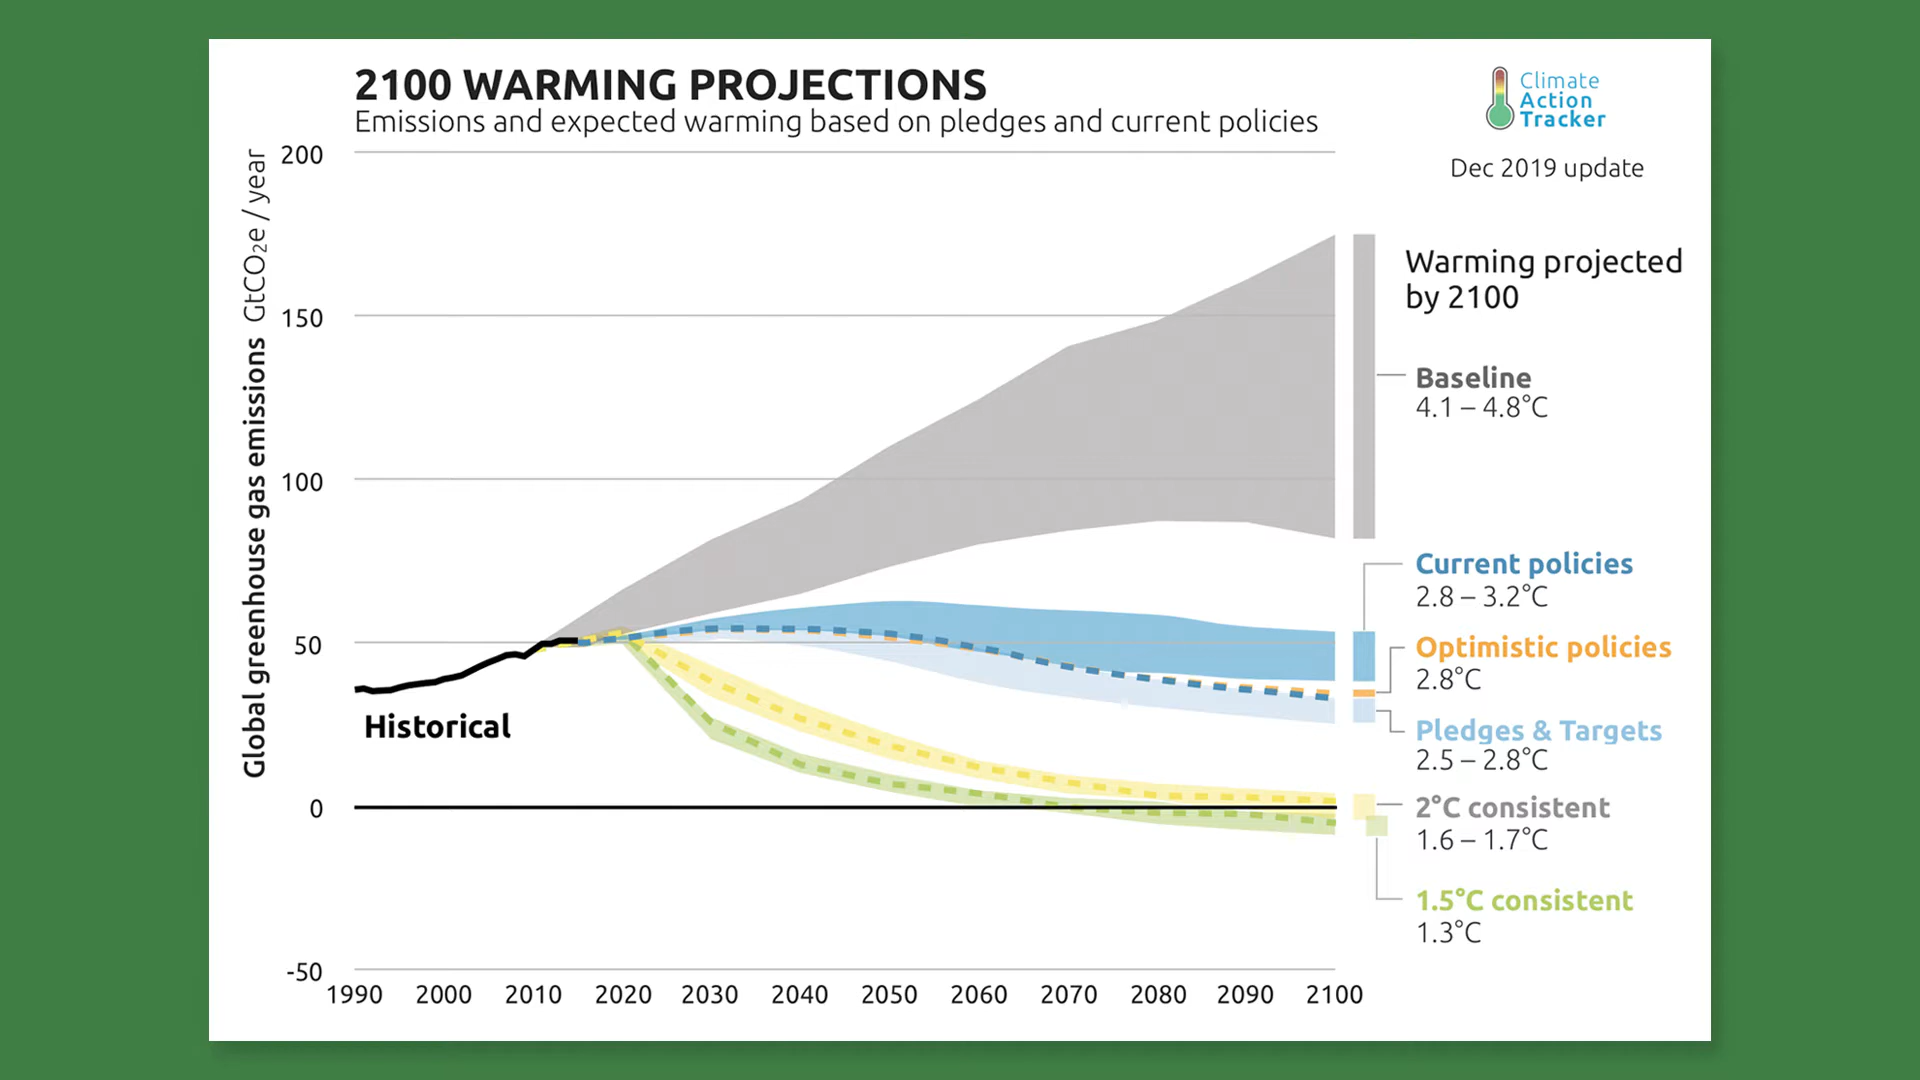 2100 WARMING PROJECTIONS
Emissions and expected warming based on pledges and current policies
Climate
Action
Tracker
Dec 2019 update
Global greenhouse gas emissions GtCO₂e / year
200
150
100
50
0
-50
Historical
1990 2000 2010 2020 2030 2040 2050 2060 2070 2080 2090 2100
Warming projected
by 2100
Baseline
4.1 – 4.8°C
Current policies
2.8 – 3.2°C
Optimistic policies
2.8°C
Pledges & Targets
2.5 – 2.8°C
2°C consistent
1.6 – 1.7°C
1.5°C consistent
1.3°C